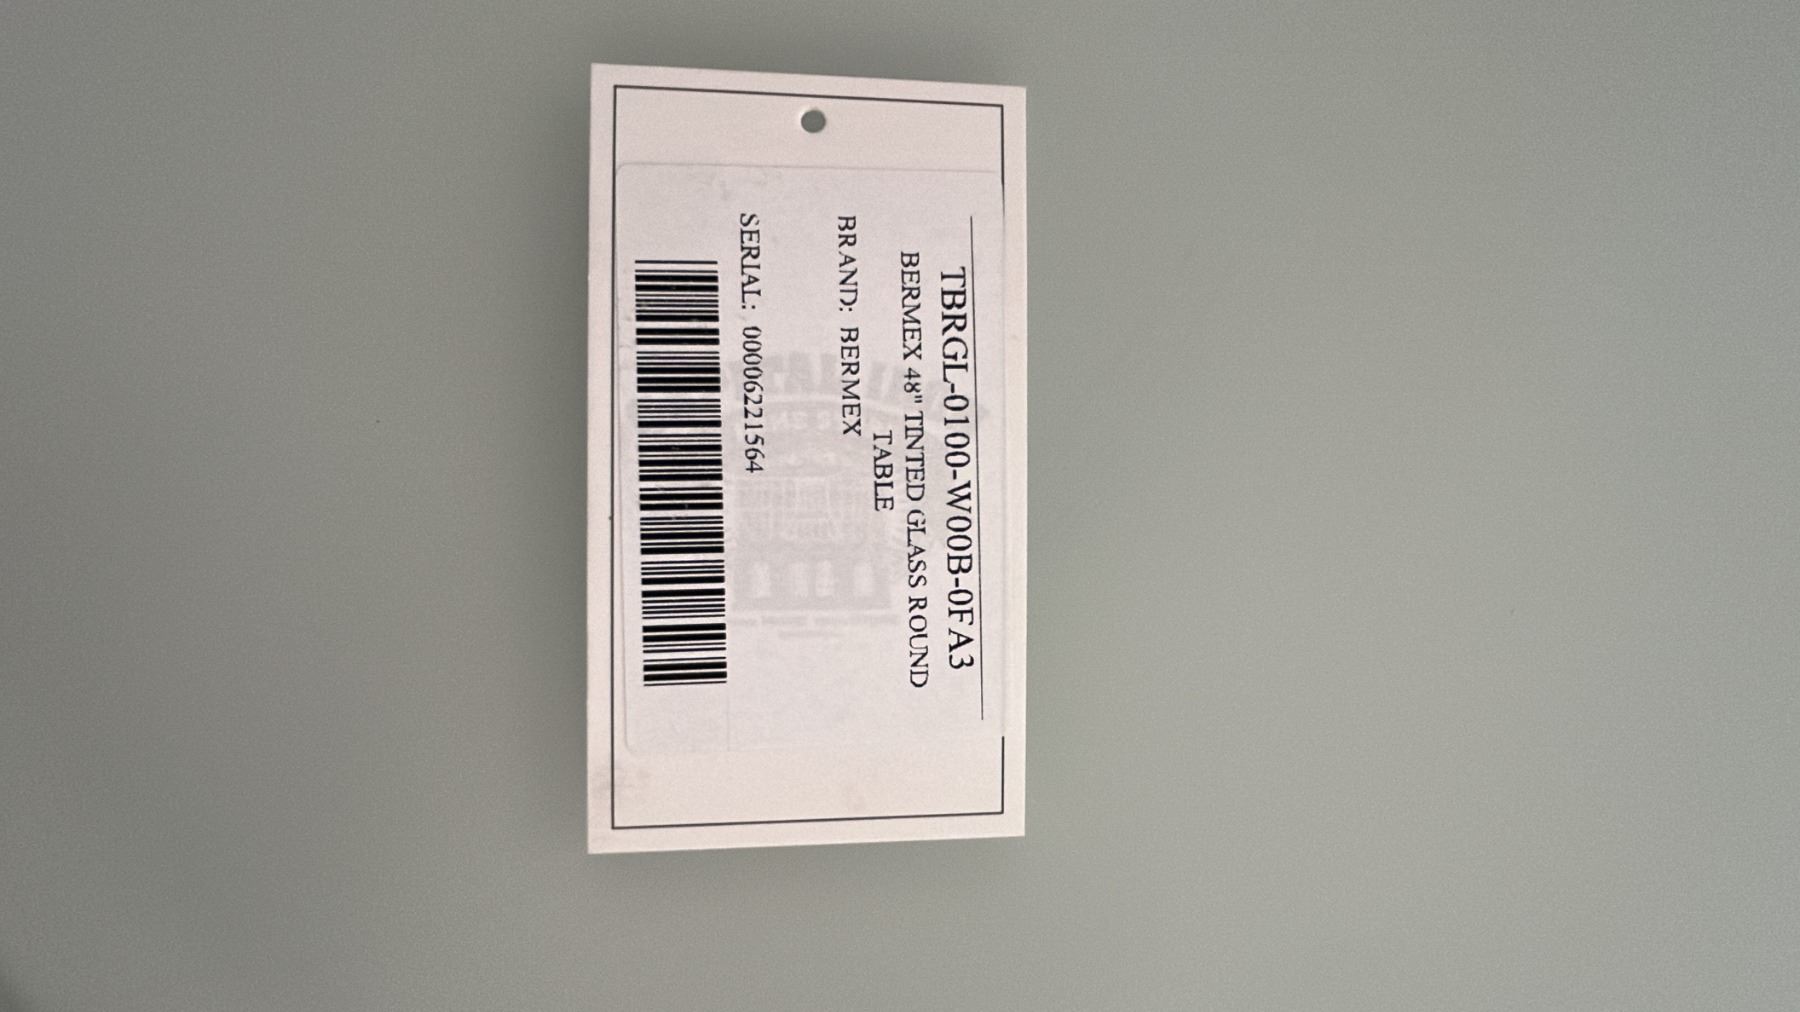 TBRGL-0100-W00B-0FA3
BERMEX 48" TINTED GLASS ROUND
TABLE
BRAND: BERMEX
SERIAL: 00006221564